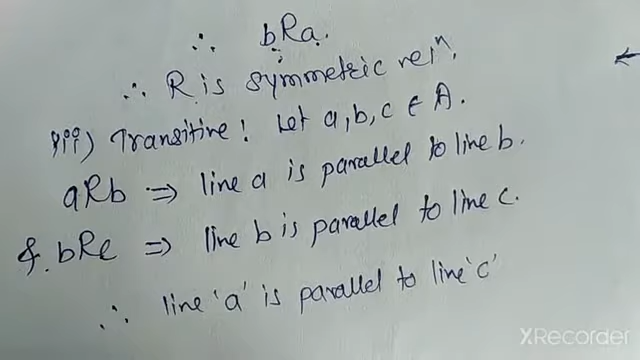 ∴ bRa.
∴ R is symmetric relⁿ.
iii) Transitive: Let a, b, c ∈ A.
aRb ⇒ line a is parallel to line b.
&. bRc ⇒ line b is parallel to line c.
∴ line 'a' is parallel to line 'c'
XRecorder